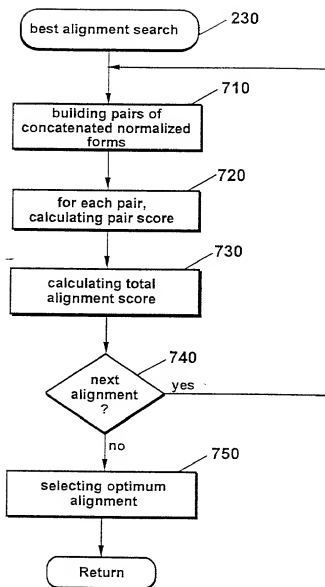 best alignment search
230
710
building pairs of
concatenated normalized
forms
720
for each pair,
calculating pair score
730
calculating total
alignment score
740
next
alignment
?
yes
no
750
selecting optimum
alignment
Return